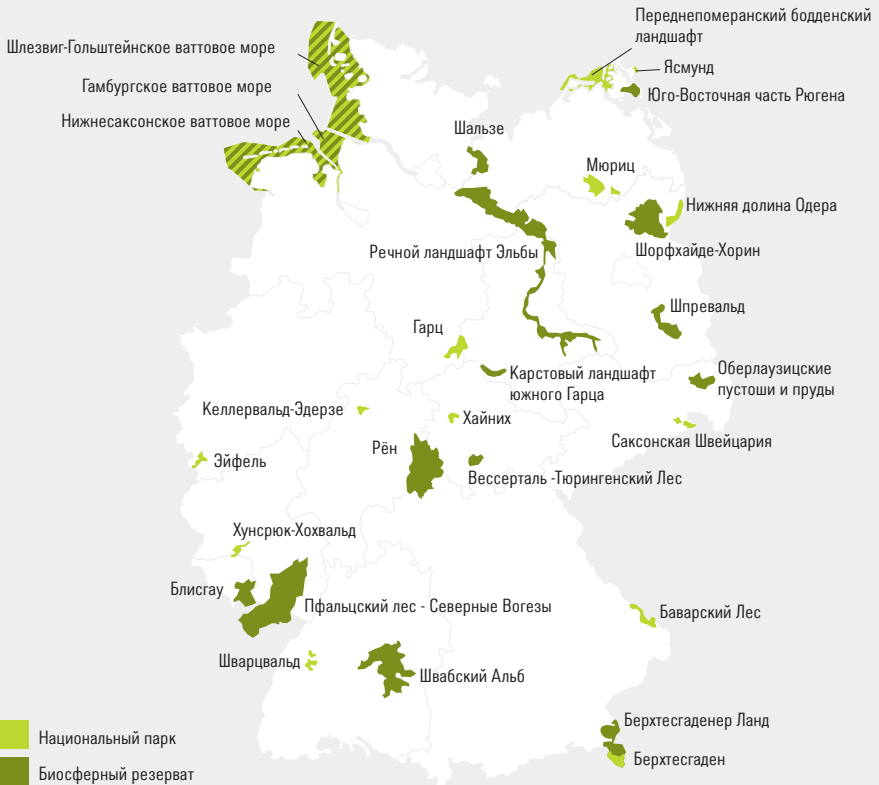 Переднепомеранский бодденский
ландшафт
Шлезвиг-Гольштейнское ваттовое море
Ясмунд
Гамбургское ваттовое море
Юго-Восточная часть Рюгена
Нижнесаксонское ваттовое море
Шальзе
Мюриц
Нижняя долина Одера
Речной ландшафт Эльбы
Шорфхайде-Хорин
Шпревальд
Гарц
Карстовый ландшафт
южного Гарца
Оберлаузицские
пустоши и пруды
Келлервальд-Эдерзе
Хайних
Саксонская Швейцария
Рён
Эйфель
Вессерталь -Тюрингенский Лес
Хунсрюк-Хохвальд
Блисгау
Пфальцский лес - Северные Вогезы
Баварский Лес
Шварцвальд
Швабский Альб
Берхтесгаденер Ланд
Берхтесгаден
Национальный парк
Биосферный резерват